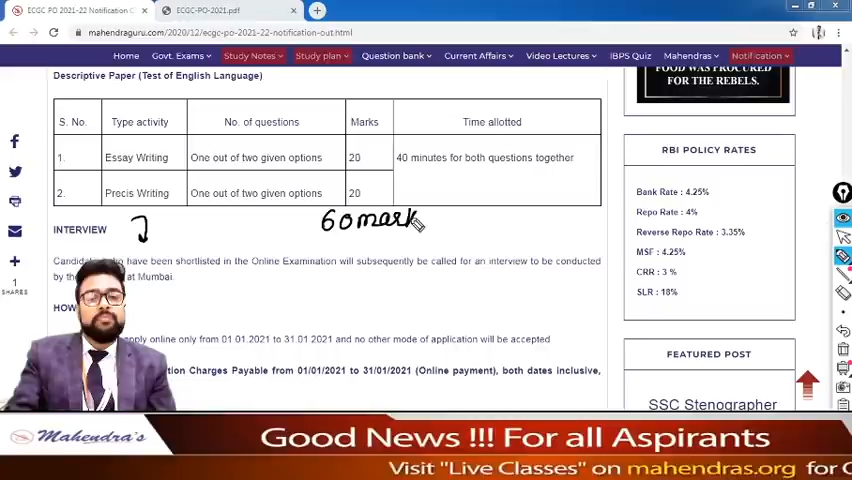 ECGC PO 2021-22 Notification O
ECGC-PO-2021.pdf
mahendraguru.com/2020/12/ecgc-po-2021-22-notification-out.html
Home Govt. Exams Study Notes Study plan Question bank Current Affairs Video Lectures IBPS Quiz Mahendras Notification
Descriptive Paper (Test of English Language)
S. No. Type activity No. of questions Marks Time allotted
1. Essay Writing One out of two given options 20 40 minutes for both questions together
2. Precis Writing One out of two given options 20
60 mark
INTERVIEW
Candidates who have been shortlisted in the Online Examination will subsequently be called for an interview to be conducted
by the at Mumbai.
HOW
apply online only from 01.01.2021 to 31.01.2021 and no other mode of application will be accepted
tion Charges Payable from 01/01/2021 to 31/01/2021 (Online payment), both dates inclusive,
1
SHARES
FOOD WAS PROCURED
FOR THE REBELS.
RBI POLICY RATES
Bank Rate : 4.25%
Repo Rate : 4%
Reverse Repo Rate : 3.35%
MSF : 4.25%
CRR : 3 %
SLR : 18%
FEATURED POST
SSC Stenographer
Mahendra's
Good News !!! For all Aspirants
Visit "Live Classes" on mahendras.org for C